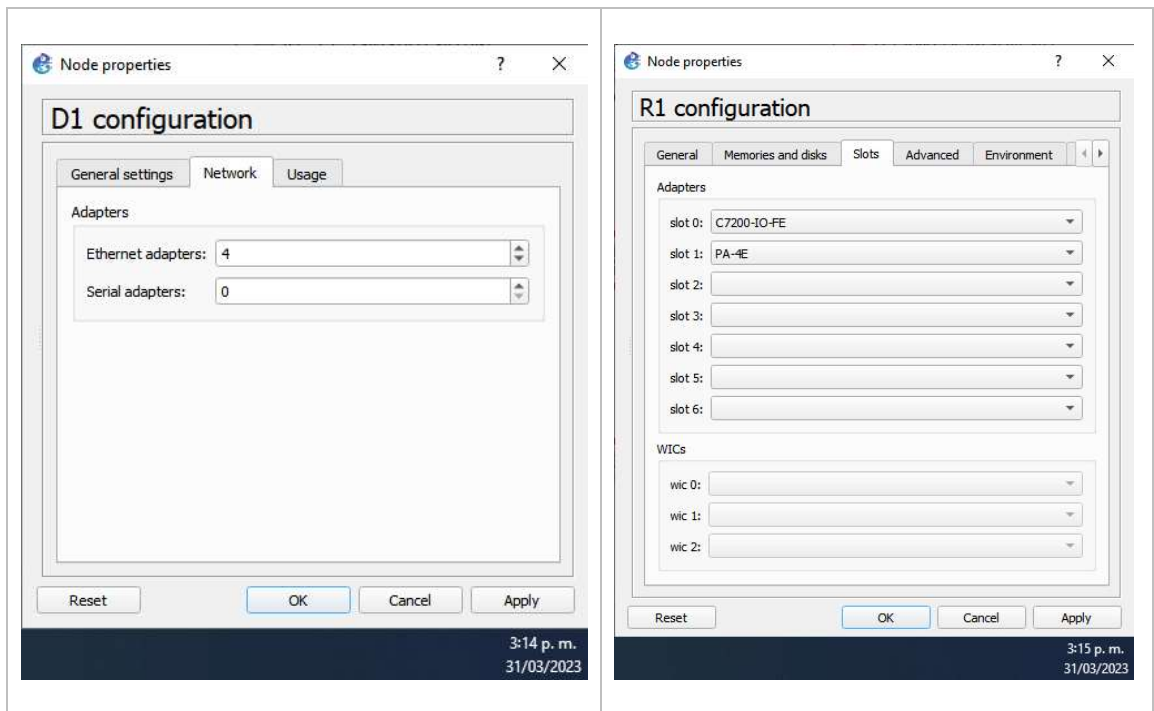 Node properties ? ×
D1 configuration
General settings Network Usage
Adapters
Ethernet adapters: 4
Serial adapters: 0
Reset OK Cancel Apply
3:14 p. m.
31/03/2023
Node properties ? ×
R1 configuration
General Memories and disks Slots Advanced Environment
Adapters
slot 0: C7200-IO-FE
slot 1: PA-4E
slot 2:
slot 3:
slot 4:
slot 5:
slot 6:
WICs
wic 0:
wic 1:
wic 2:
Reset OK Cancel Apply
3:15 p. m.
31/03/2023